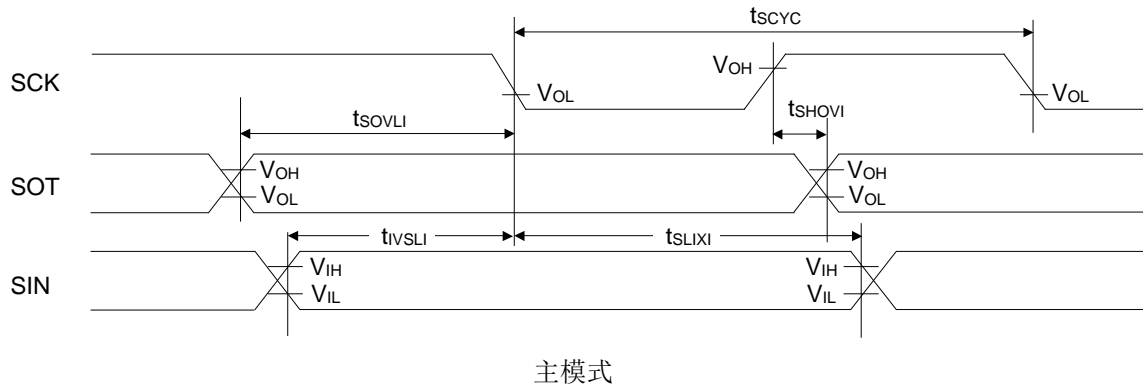 tSCYC
SCK
VOH
VOL
VOL
tSHOVI
tSOVLI
SOT
VOH
VOL
VOH
VOL
tIVSLI
tSLIXI
SIN
VIH
VIL
VIH
VIL
主模式